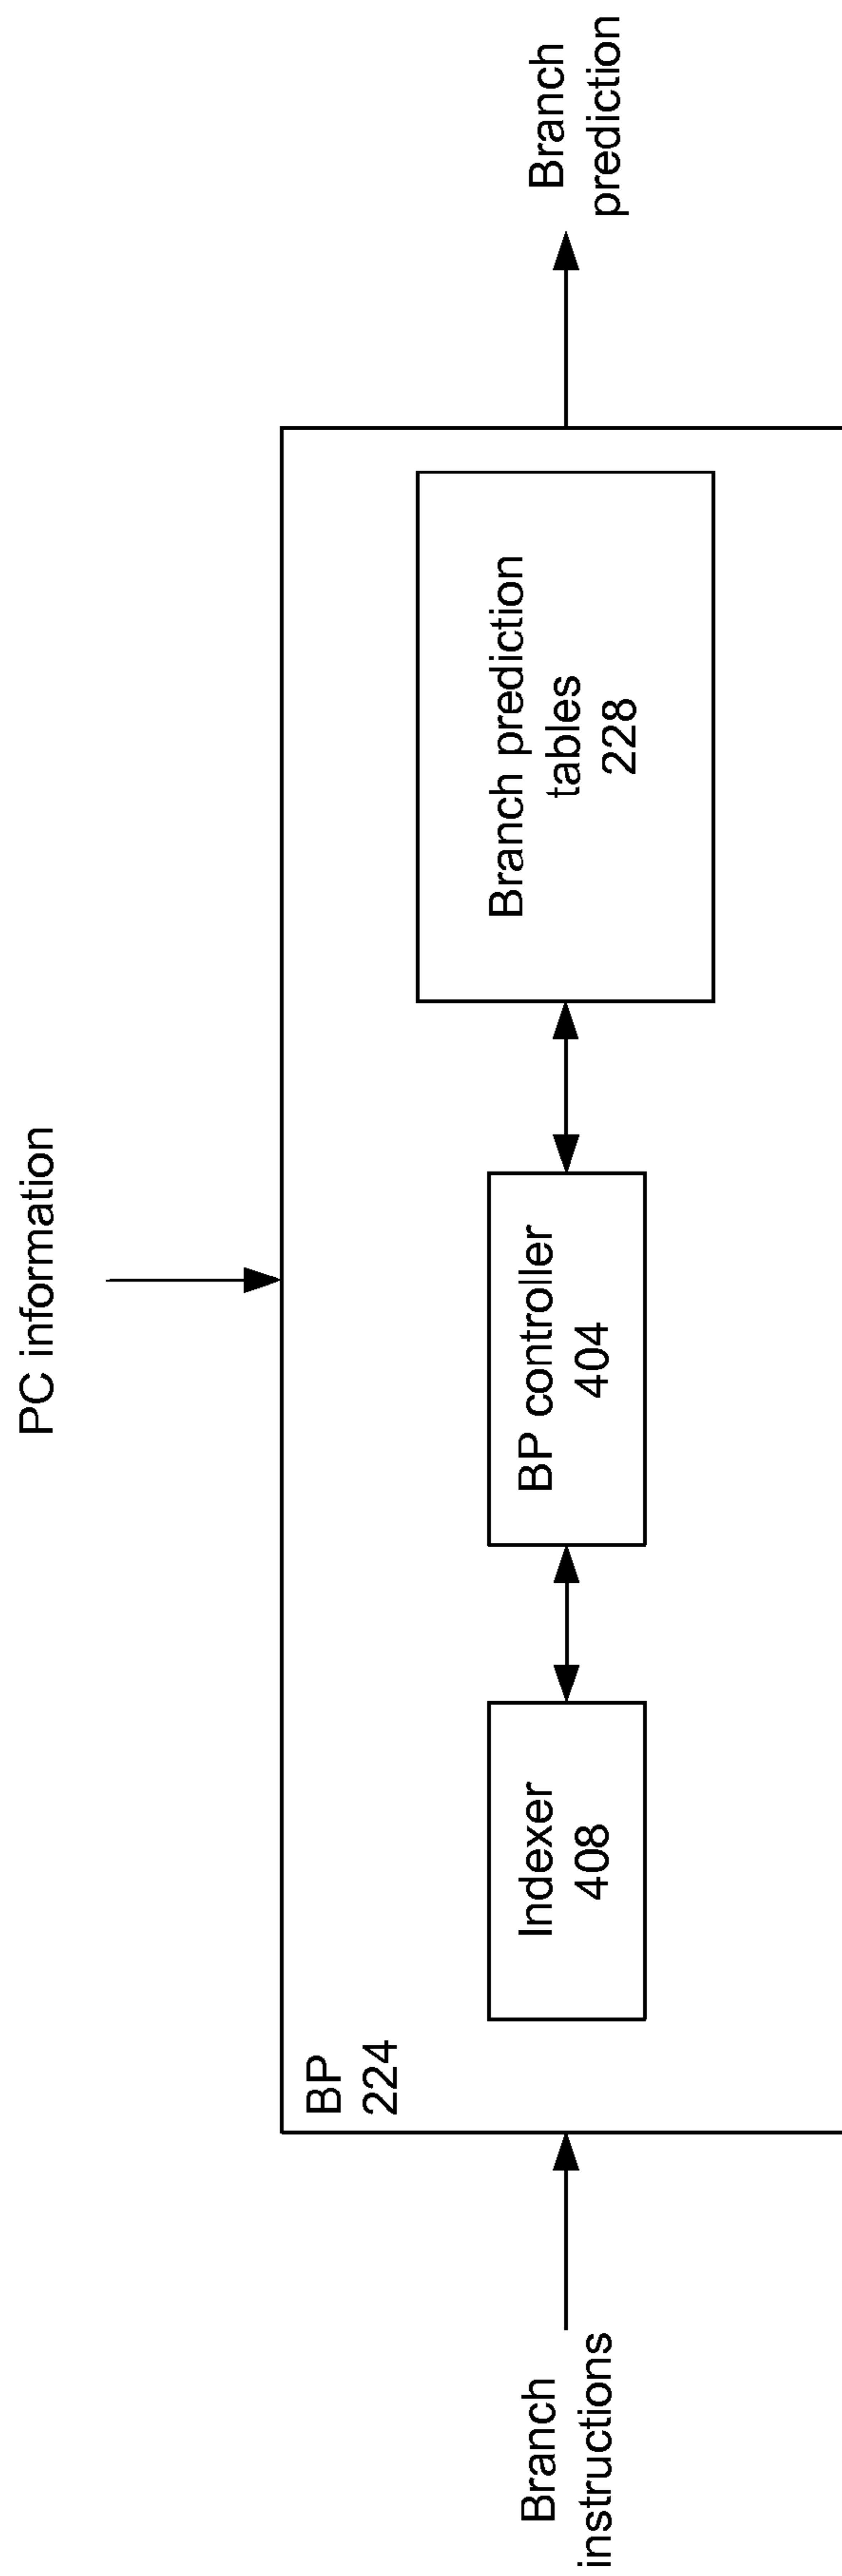 PC information
BP
224
Branch
instructions
Indexer
408
BP controller
404
Branch prediction
tables
228
Branch
prediction